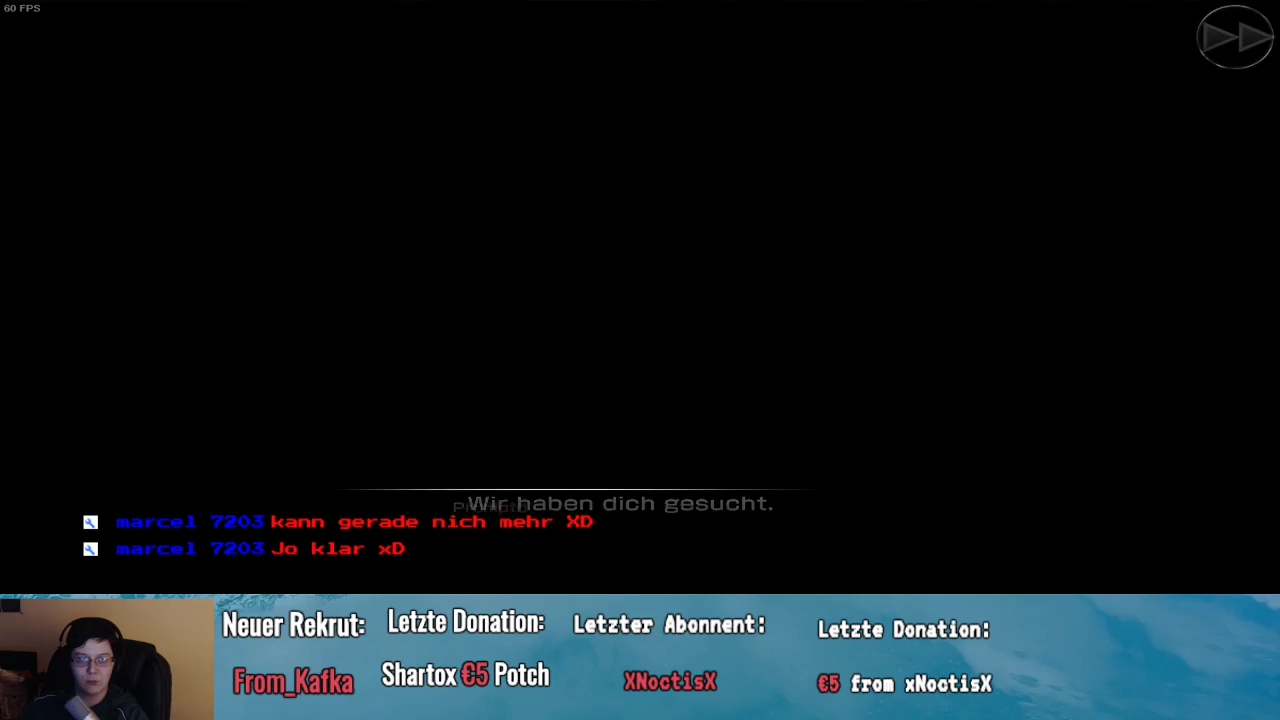 60 FPS
Wir haben dich gesucht.
marcel 7203 kann gerade nich mehr XD
marcel 7203 Jo klar xD
Neuer Rekrut:
From_Kafka
Letzte Donation:
Shartox €5 Potch
Letzter Abonnent:
XNoctisX
Letzte Donation:
€5 from xNoctisX